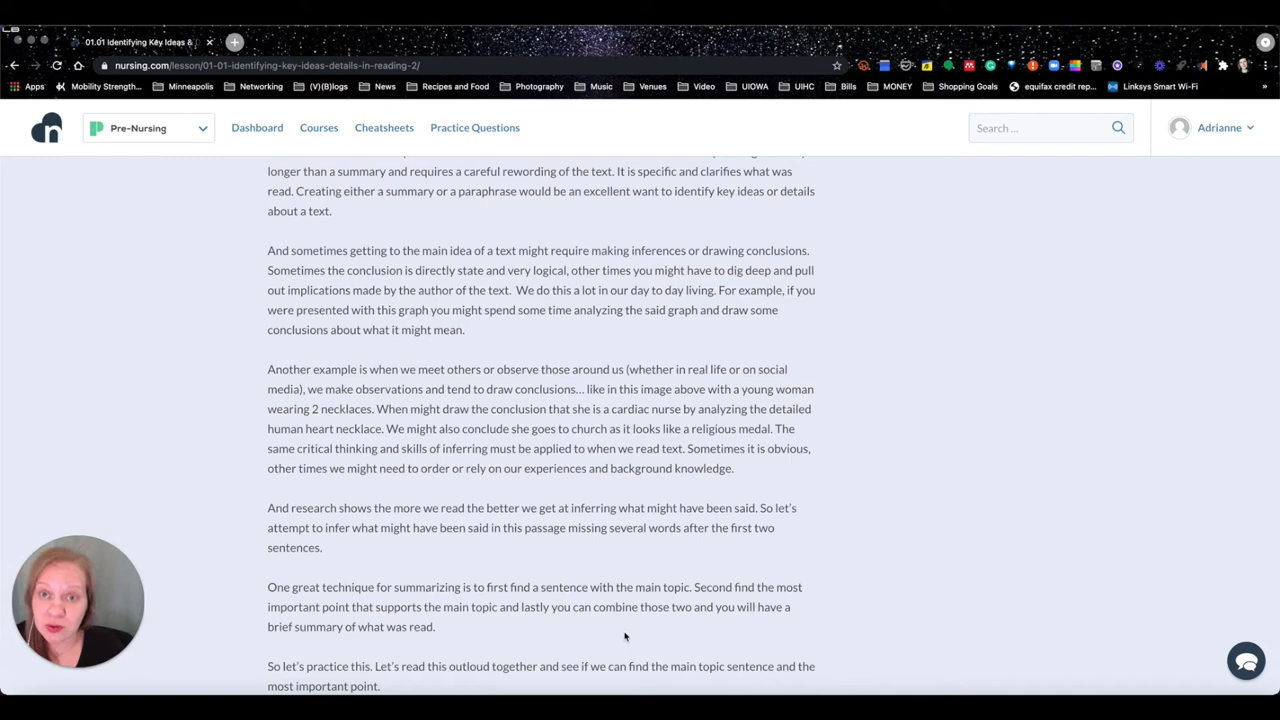 01.01 Identifying Key Ideas &
nursing.com/lesson/01-01-identifying-key-ideas-details-in-reading-2/
Apps Mobility Strength... Minneapolis Networking (V)(B)logs News Recipes and Food Photography Music Venues Video UIOWA UIHC Bills MONEY Shopping Goals equifax credit rep... Linksys Smart Wi-Fi »
Pre-Nursing Dashboard Courses Cheatsheets Practice Questions Search ... Adrianne
longer than a summary and requires a careful rewording of the text. It is specific and clarifies what was
read. Creating either a summary or a paraphrase would be an excellent want to identify key ideas or details
about a text.
And sometimes getting to the main idea of a text might require making inferences or drawing conclusions.
Sometimes the conclusion is directly state and very logical, other times you might have to dig deep and pull
out implications made by the author of the text. We do this a lot in our day to day living. For example, if you
were presented with this graph you might spend some time analyzing the said graph and draw some
conclusions about what it might mean.
Another example is when we meet others or observe those around us (whether in real life or on social
media), we make observations and tend to draw conclusions... like in this image above with a young woman
wearing 2 necklaces. When might draw the conclusion that she is a cardiac nurse by analyzing the detailed
human heart necklace. We might also conclude she goes to church as it looks like a religious medal. The
same critical thinking and skills of inferring must be applied to when we read text. Sometimes it is obvious,
other times we might need to order or rely on our experiences and background knowledge.
And research shows the more we read the better we get at inferring what might have been said. So let's
attempt to infer what might have been said in this passage missing several words after the first two
sentences.
One great technique for summarizing is to first find a sentence with the main topic. Second find the most
important point that supports the main topic and lastly you can combine those two and you will have a
brief summary of what was read.
So let's practice this. Let's read this outloud together and see if we can find the main topic sentence and the
most important point.